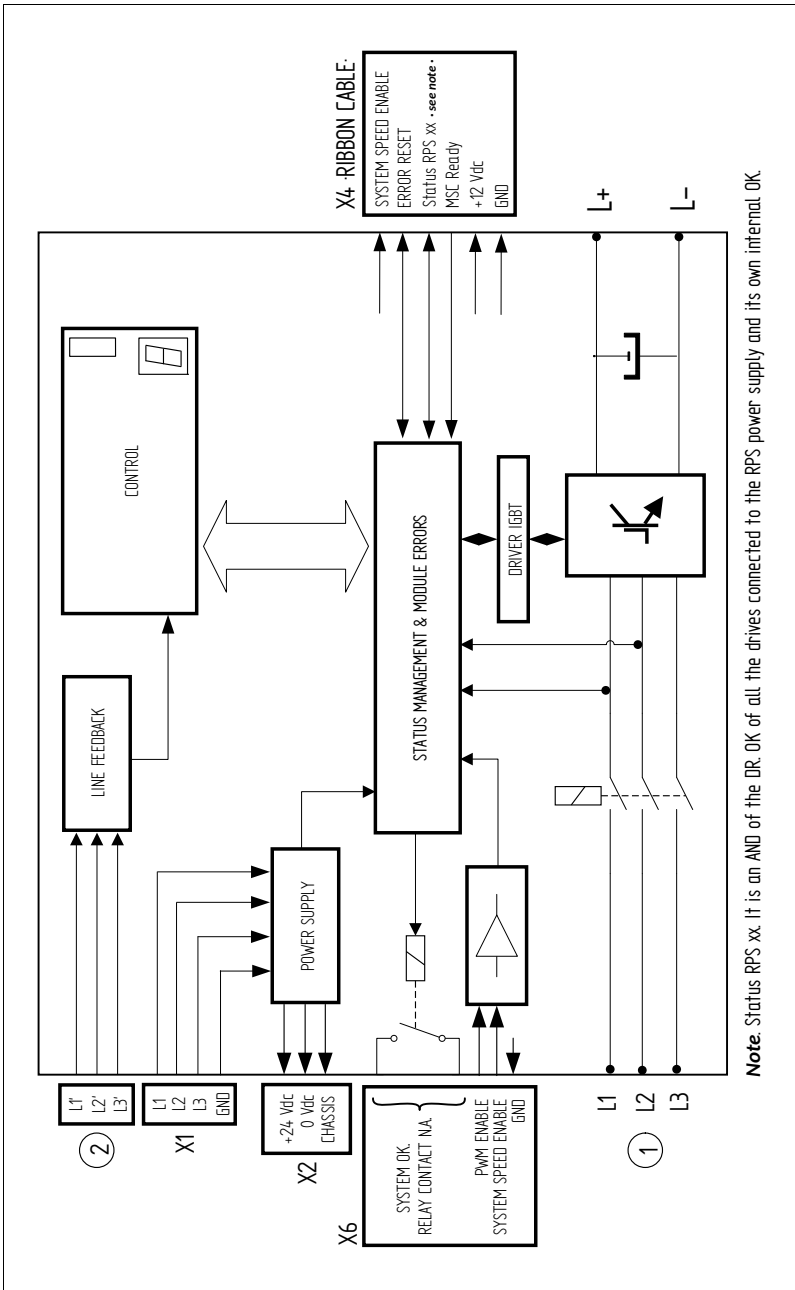 L1'
L2'
L3'
2
X1
L1
L2
L3
GND
X2
+24 Vdc
0 Vdc
CHASSIS
X6
SYSTEM OK.
RELAY CONTACT N.A.
PWM ENABLE
SYSTEM SPEED ENABLE
GND
1
L1
L2
L3
LINE FEEDBACK
POWER SUPPLY
CONTROL
STATUS MANAGEMENT & MODULE ERRORS
DRIVER IGBT
X4 ·RIBBON CABLE·
SYSTEM SPEED ENABLE
ERROR RESET
Status RPS xx · see note ·
MSC Ready
+12 Vdc
GND
L+
L-
Note. Status RPS xx. It is an AND of the DR. OK of all the drives connected to the RPS power supply and its own internal OK.